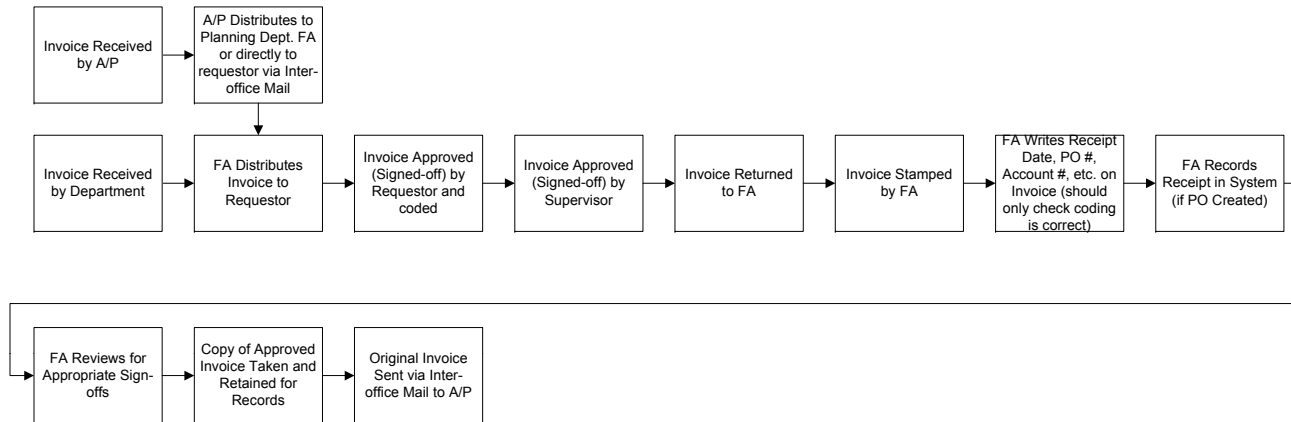 Invoice Received
by A/P
A/P Distributes to
Planning Dept. FA
or directly to
requestor via Inter-
office Mail
Invoice Received
by Department
FA Distributes
Invoice to
Requestor
Invoice Approved
(Signed-off) by
Requestor and
coded
Invoice Approved
(Signed-off) by
Supervisor
Invoice Returned
to FA
Invoice Stamped
by FA
FA Writes Receipt
Date, PO #,
Account #, etc. on
Invoice (should
only check coding
is correct)
FA Records
Receipt in System
(if PO Created)
FA Reviews for
Appropriate Sign-
offs
Copy of Approved
Invoice Taken and
Retained for
Records
Original Invoice
Sent via Inter-
office Mail to A/P